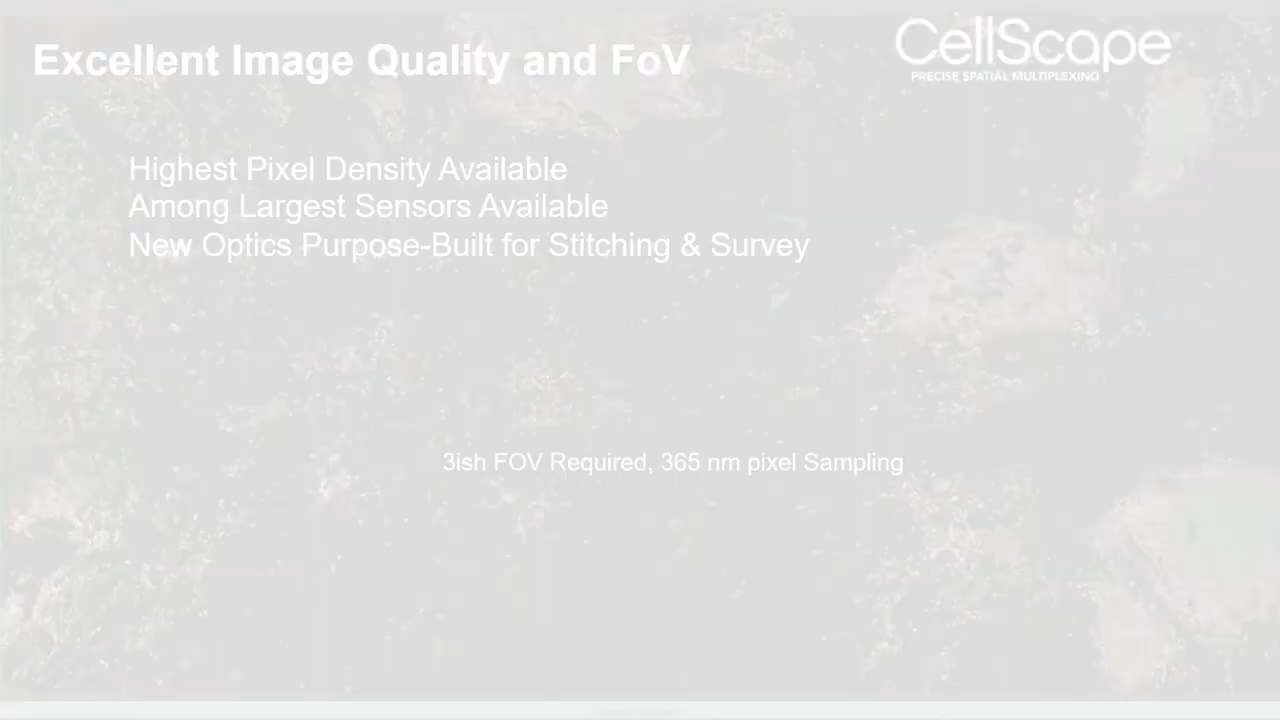 Excellent Image Quality and FoV
CellScape
PRECISE SPATIAL MULTIPLEXING
Highest Pixel Density Available
Among Largest Sensors Available
New Optics Purpose-Built for Stitching & Survey
3ish FOV Required, 365 nm pixel Sampling